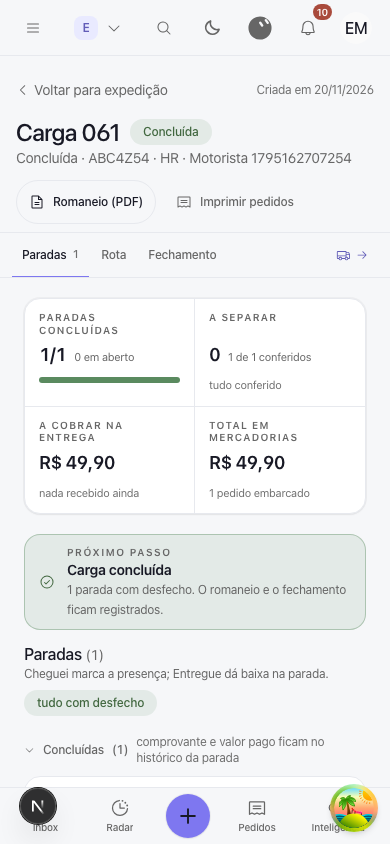 E
10
EM
Voltar para expedição
Criada em 20/11/2026
Carga 061
Concluída
Concluída · ABC4Z54 · HR · Motorista 1795162707254
Romaneio (PDF)
Imprimir pedidos
Paradas 1
Rota
Fechamento
PARADAS
CONCLUÍDAS
1/1 0 em aberto
A SEPARAR
0 1 de 1 conferidos
tudo conferido
A COBRAR NA
ENTREGA
R$ 49,90
nada recebido ainda
TOTAL EM
MERCADORIAS
R$ 49,90
1 pedido embarcado
PRÓXIMO PASSO
Carga concluída
1 parada com desfecho. O romaneio e o fechamento
ficam registrados.
Paradas (1)
Cheguei marca a presença; Entregue dá baixa na parada.
tudo com desfecho
Concluídas (1)
comprovante e valor pago ficam no
histórico da parada
N
Inbox
Radar
Pedidos